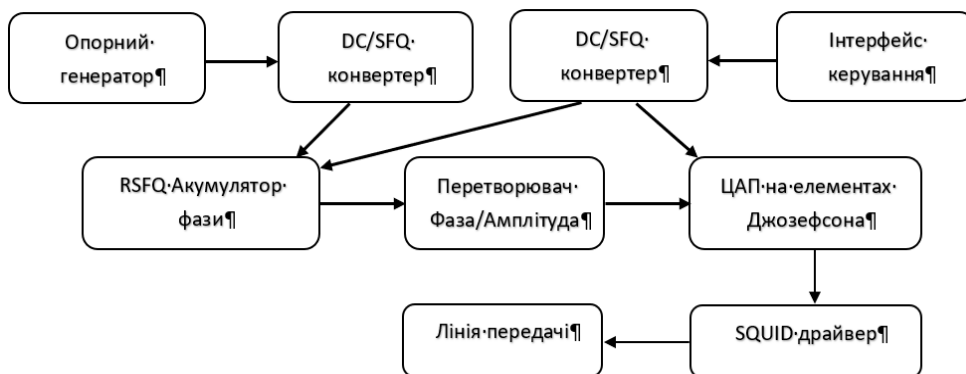 Опорний·
генератор¶
DC/SFQ·
конвертер¶
DC/SFQ·
конвертер¶
Інтерфейс
керування¶
RSFQ·Акумулятор·
фази¶
Перетворювач·
Фаза/Амплітуда¶
ЦАП·на·елементах·
Джозефсона¶
Лінія·передачі¶
SQUID·драйвер¶